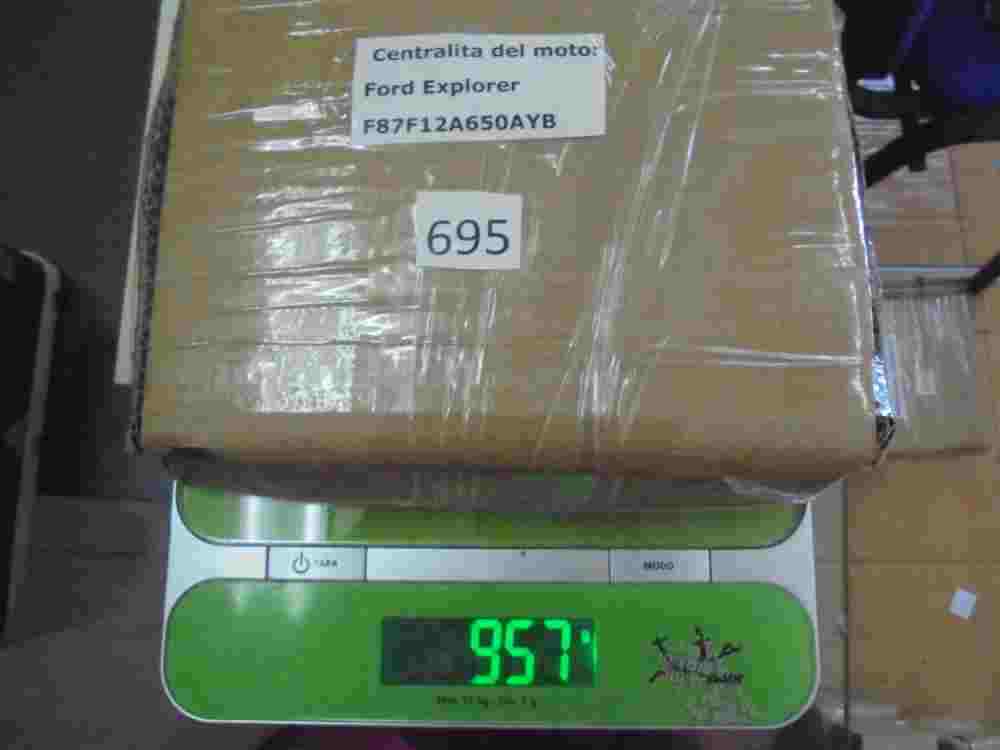 Centralita del moto:
Ford Explorer
F87F12A650AYB
695
TARA
MODO
957